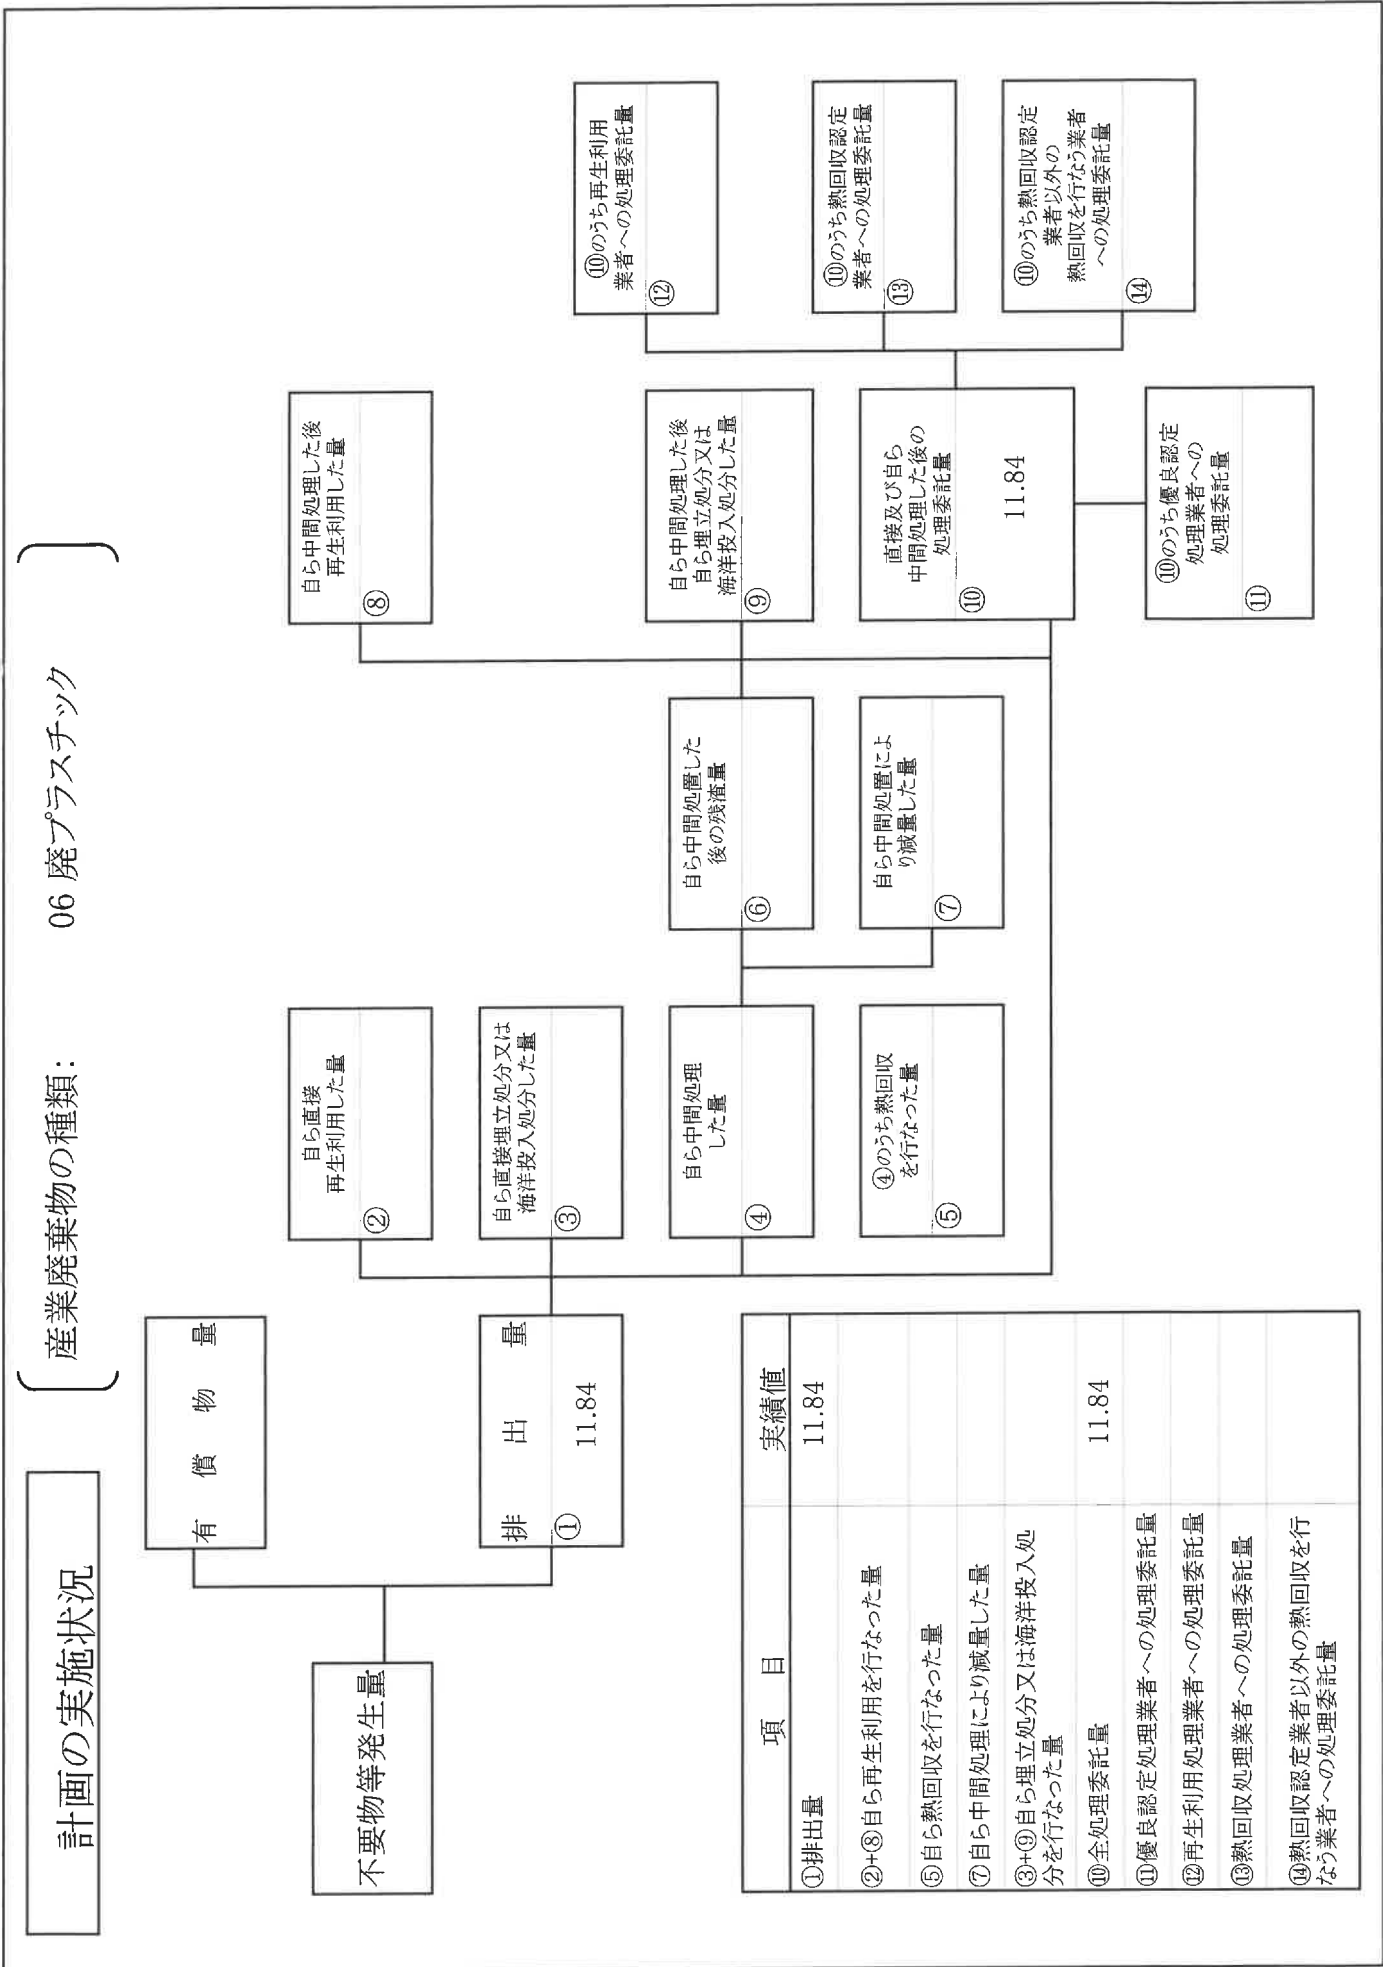 計画の実施状況
産業廃棄物の種類： 06 廃プラスチック
不要物等発生量
有償物量
排出量
①
11.84
自ら直接
再生利用した量
②
自ら直接埋立処分又は
海洋投入処分した量
③
自ら中間処理
した量
④
④のうち熱回収
を行なった量
⑤
自ら中間処置した
後の残渣量
⑥
自ら中間処置によ
り減量した量
⑦
自ら中間処理した後
再生利用した量
⑧
自ら中間処理した後
自ら埋立処分又は
海洋投入処分した量
⑨
直接及び自ら
中間処理した後の
処理委託量
⑩
11.84
⑩のうち優良認定
処理業者への
処理委託量
⑪
⑩のうち再生利用
業者への処理委託量
⑫
⑩のうち熱回収認定
業者への処理委託量
⑬
⑩のうち熱回収認定
業者以外の
熱回収を行なう業者
への処理委託量
⑭
項目 実績値
①排出量 11.84
②+⑧自ら再生利用を行なった量
⑤自ら熱回収を行なった量
⑦自ら中間処理により減量した量
③+⑨自ら埋立処分又は海洋投入処
分を行なった量
⑩全処理委託量 11.84
⑪優良認定処理業者への処理委託量
⑫再生利用処理業者への処理委託量
⑬熱回収処理業者への処理委託量
⑭熱回収認定業者以外の熱回収を行
なう業者への処理委託量